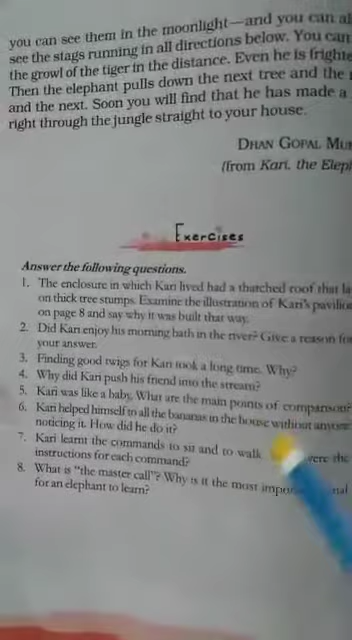 you can see them in the moonlight—and you can al
see the stags running in all directions below. You can
the growl of the tiger in the distance. Even he is frighte
Then the elephant pulls down the next tree and the
and the next. Soon you will find that he has made a
right through the jungle straight to your house.
DHAN GOPAL MU
(from Kari, the Elep
Exercises
Answer the following questions.
1. The enclosure in which Kari lived had a thatched roof that la
on thick tree stumps. Examine the illustration of Kari's pavilio
on page 8 and say why it was built that way.
2. Did Kari enjoy his morning bath in the river? Give a reason for
your answer.
3. Finding good twigs for Kari took a long time. Why?
4. Why did Kari push his friend into the stream?
5. Kari was like a baby. What are the main points of comparison?
6. Kari helped himself to all the bananas in the house without anyone
noticing it. How did he do it?
7. Kari learnt the commands to sit and to walk were the
instructions for each command?
8. What is "the master call"? Why is it the most impor nal
for an elephant to learn?